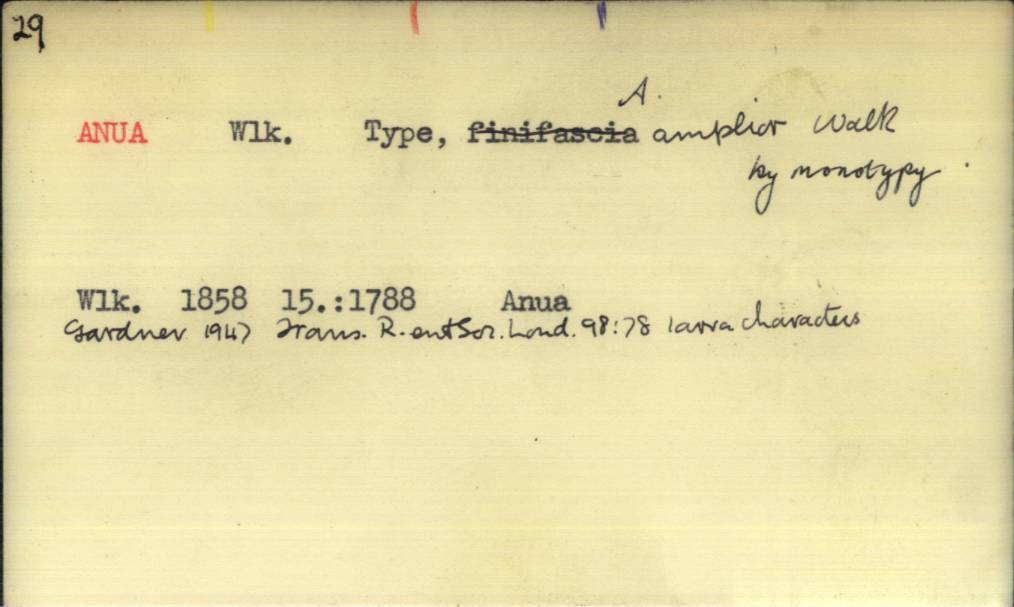 29
A.
ANUA Wlk. Type, finifascia amplior Walk
by monotypy.
Wlk. 1858 15.:1788 Anua
Gardner 1947 Trans. R. ent Soc. Lond. 98:78 larva characters